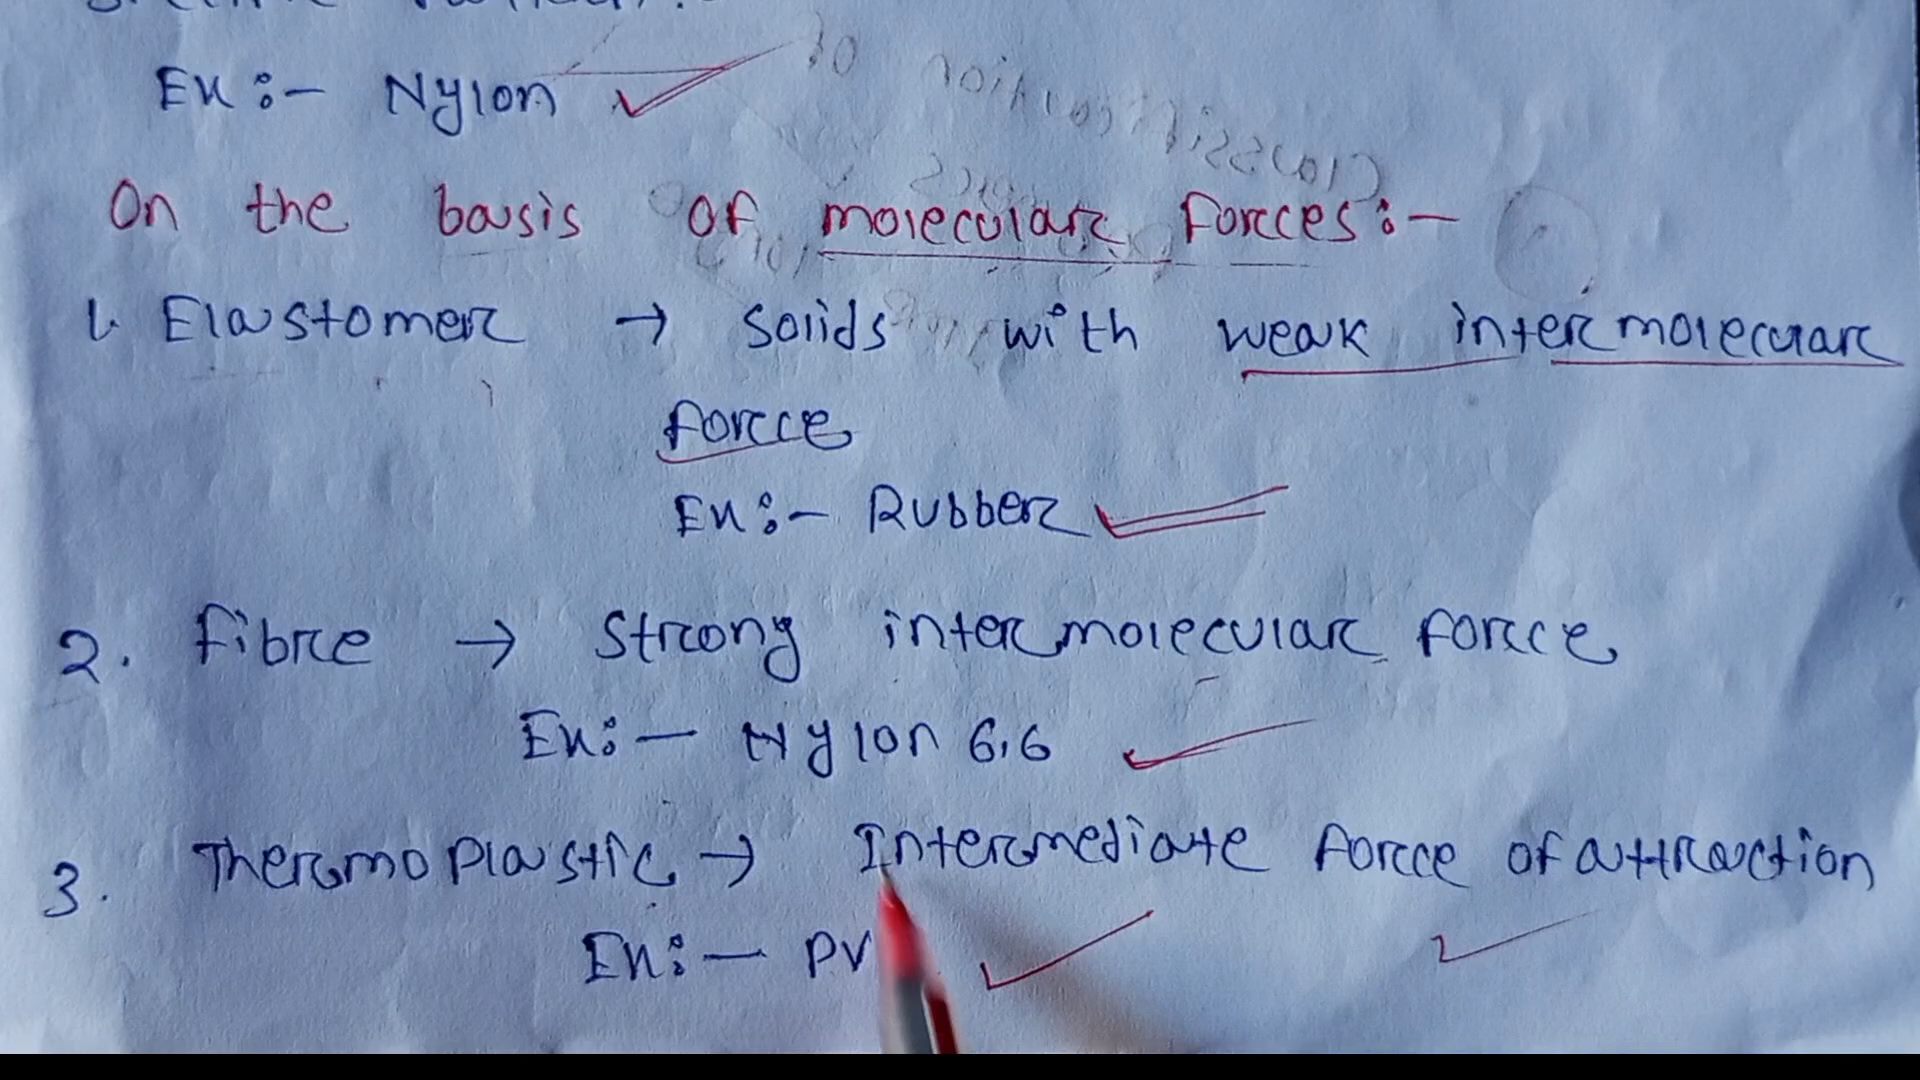 Ex :- Nylon
On the basis of molecular forces :-
1. Elastomer → Solids with weak intermolecular
force
Ex :- Rubber
2. Fibre → Strong intermolecular force
Ex :- Nylon 6,6
3. Thermoplastic → Intermediate force of attraction
Ex :- PV